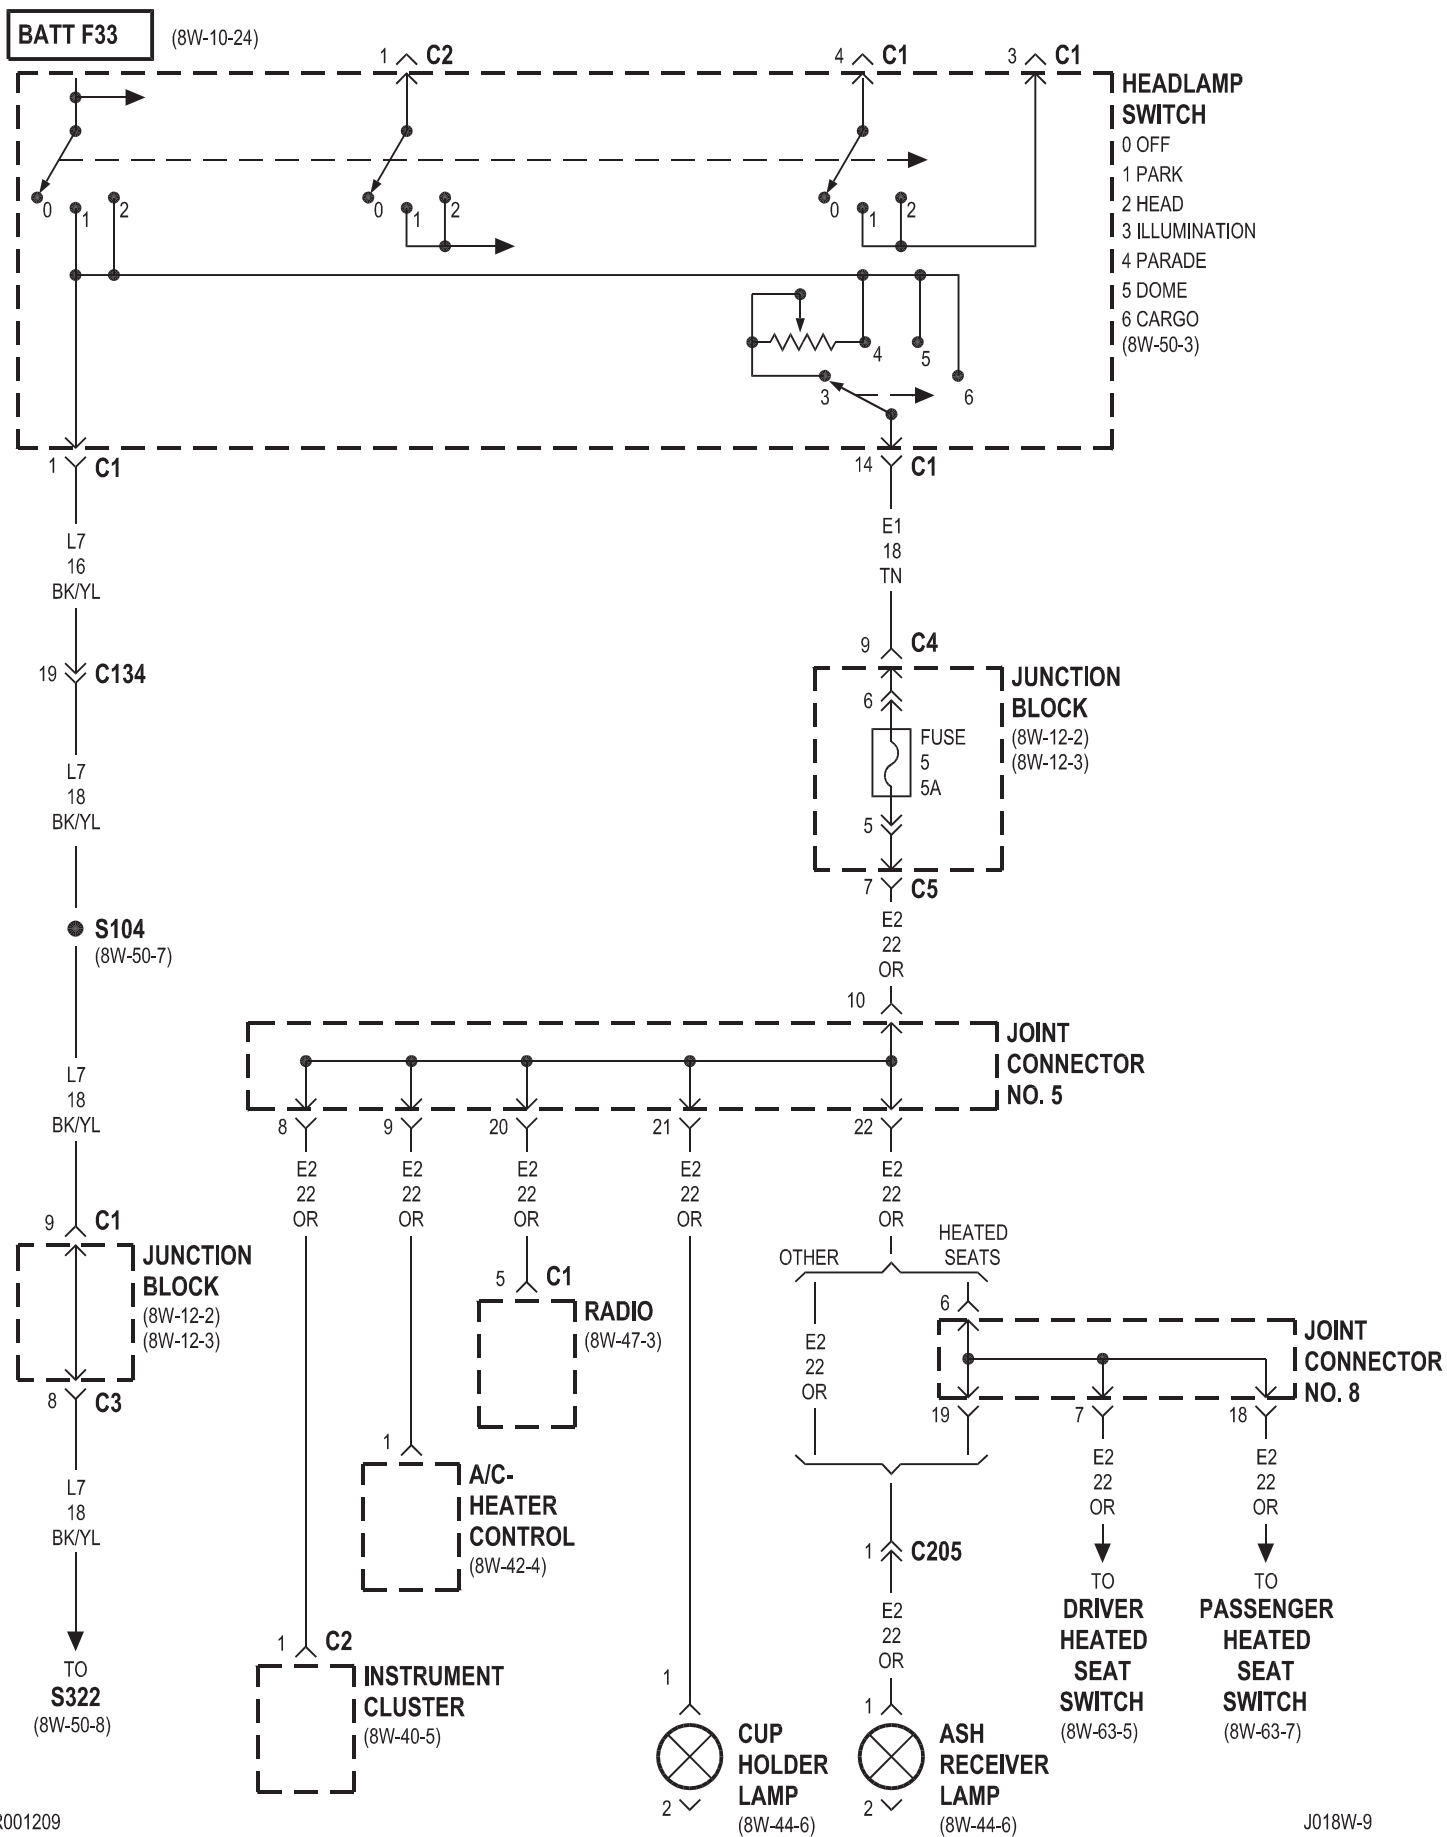 BATT F33
(8W-10-24)
1 C2
4 C1
3 C1
HEADLAMP
SWITCH
0 OFF
1 PARK
2 HEAD
3 ILLUMINATION
4 PARADE
5 DOME
6 CARGO
(8W-50-3)
0
1
2
0
1
2
0
1
2
4
5
3
6
1 C1
14 C1
L7
16
BK/YL
E1
18
TN
19 C134
9 C4
JUNCTION
BLOCK
(8W-12-2)
(8W-12-3)
6
FUSE
5
5A
5
7 C5
L7
18
BK/YL
E2
22
OR
S104
(8W-50-7)
10
JOINT
CONNECTOR
NO. 5
L7
18
BK/YL
8
9
20
21
22
E2
22
OR
E2
22
OR
E2
22
OR
E2
22
OR
E2
22
OR
9 C1
JUNCTION
BLOCK
(8W-12-2)
(8W-12-3)
8 C3
5 C1
RADIO
(8W-47-3)
OTHER
HEATED
SEATS
6
JOINT
CONNECTOR
NO. 8
E2
22
OR
19
7
18
1
A/C-
HEATER
CONTROL
(8W-42-4)
L7
18
BK/YL
E2
22
OR
E2
22
OR
1 C205
TO
S322
(8W-50-8)
1 C2
INSTRUMENT
CLUSTER
(8W-40-5)
E2
22
OR
TO
DRIVER
HEATED
SEAT
SWITCH
(8W-63-5)
TO
PASSENGER
HEATED
SEAT
SWITCH
(8W-63-7)
1
CUP
HOLDER
LAMP
(8W-44-6)
2
1
ASH
RECEIVER
LAMP
(8W-44-6)
2
R001209
J018W-9